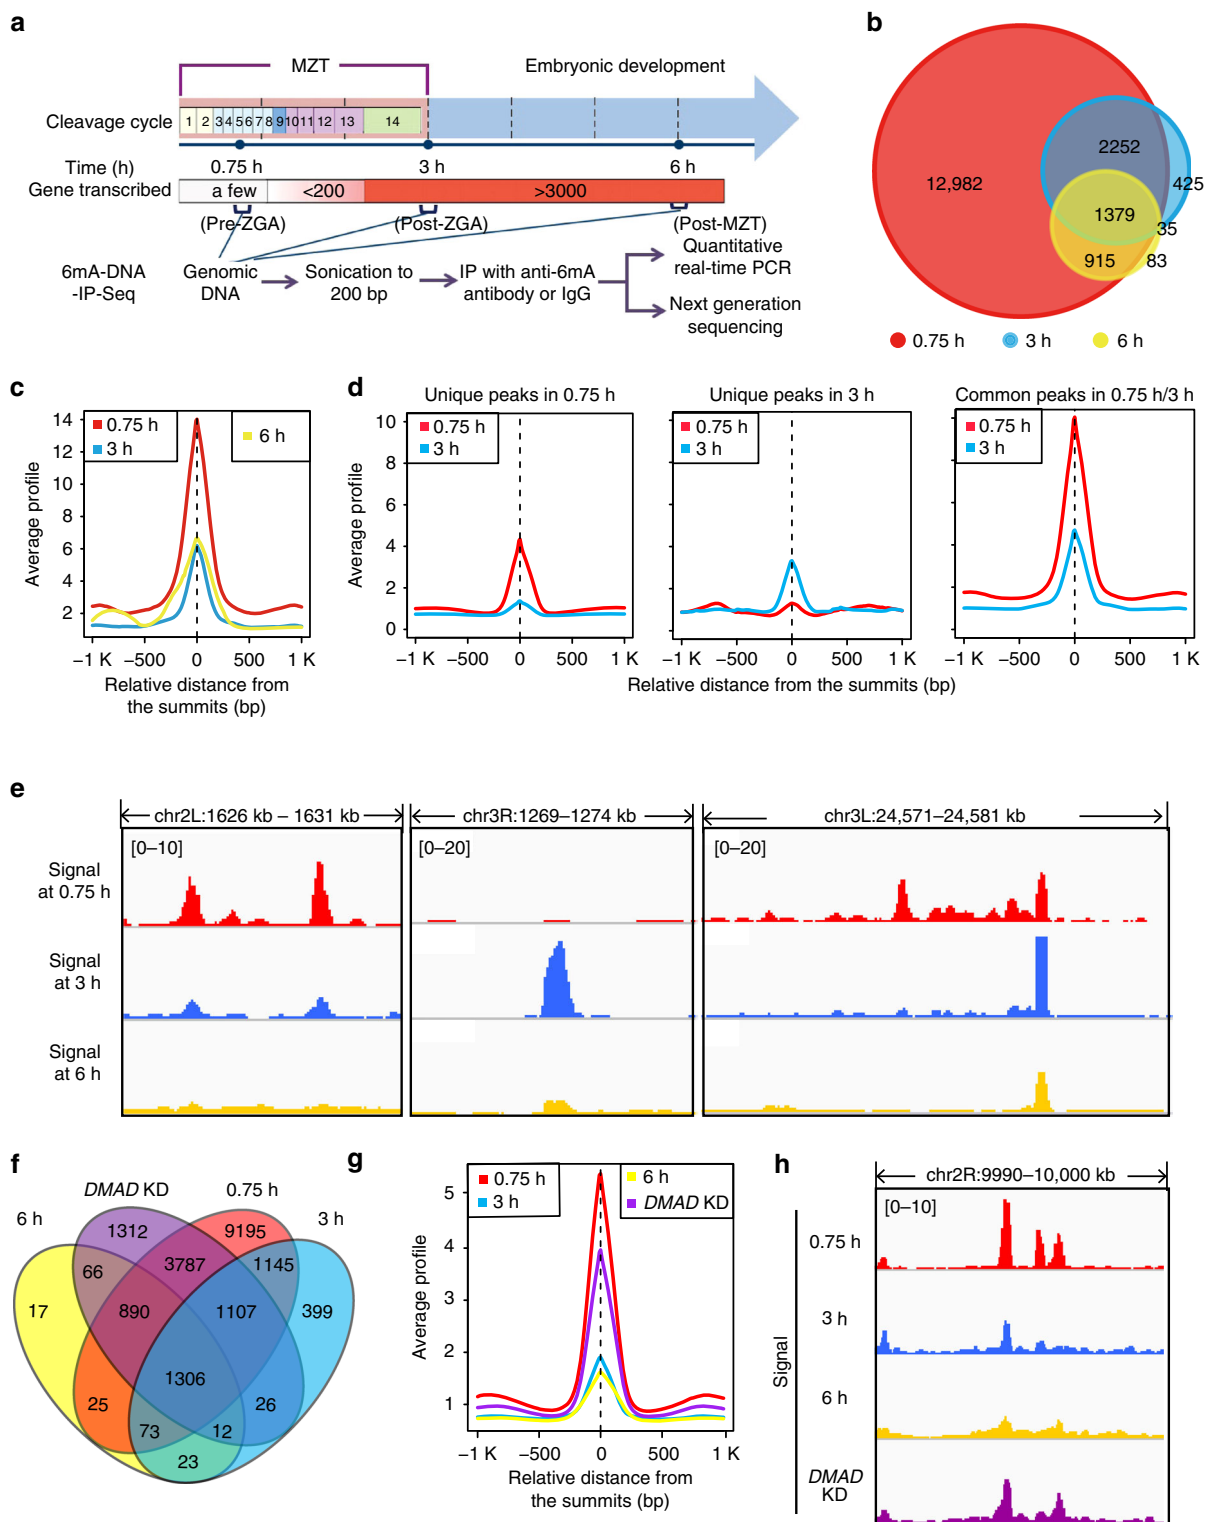 a
MZT
Embryonic development
Cleavage cycle
1 2 3 4 5 6 7 8 9 10 11 12 13 14
Time (h)
0.75 h
3 h
6 h
Gene transcribed
a few
<200
>3000
(Pre-ZGA)
(Post-ZGA)
(Post-MZT)
6mA-DNA
-IP-Seq
Genomic
DNA
Sonication to
200 bp
IP with anti-6mA
antibody or IgG
Quantitative
real-time PCR
Next generation
sequencing
b
12,982
2252
425
1379
35
915
83
0.75 h
3 h
6 h
c
0.75 h
3 h
6 h
Average profile
14
12
10
8
6
4
2
−1 K −500 0 500 1 K
Relative distance from
the summits (bp)
d
Unique peaks in 0.75 h
Unique peaks in 3 h
Common peaks in 0.75 h/3 h
0.75 h
3 h
0.75 h
3 h
0.75 h
3 h
Average profile
10
8
6
4
2
0
−1 K −500 0 500 1 K
−1 K −500 0 500 1 K
−1 K −500 0 500 1 K
Relative distance from the summits (bp)
e
chr2L:1626 kb – 1631 kb
chr3R:1269–1274 kb
chr3L:24,571–24,581 kb
[0–10]
[0–20]
[0–20]
Signal
at 0.75 h
Signal
at 3 h
Signal
at 6 h
f
6 h
DMAD KD
0.75 h
3 h
1312
9195
66
3787
1145
17
890
1107
399
1306
25
26
73
12
23
g
0.75 h
3 h
6 h
DMAD KD
Average profile
5
4
3
2
1
−1 K −500 0 500 1 K
Relative distance from
the summits (bp)
h
chr2R:9990–10,000 kb
[0–10]
Signal
0.75 h
3 h
6 h
DMAD
KD